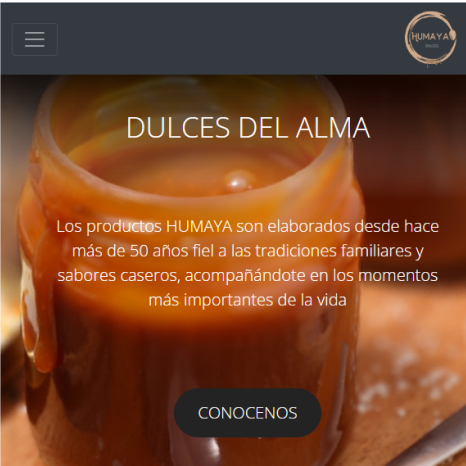 HUMAYA
DULCES DEL ALMA
Los productos HUMAYA son elaborados desde hace
más de 50 años fiel a las tradiciones familiares y
sabores caseros, acompañándote en los momentos
más importantes de la vida
CONOCENOS